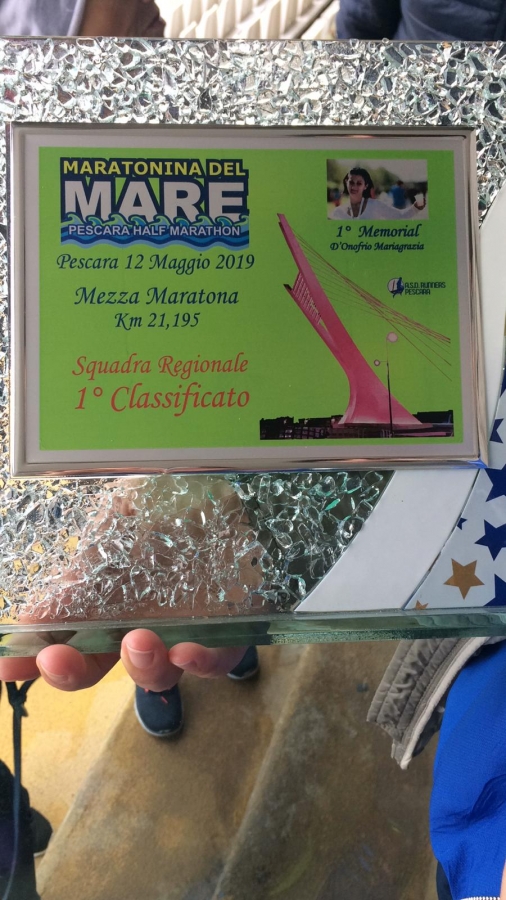 MARATONINA DEL
MARE
PESCARA HALF MARATHON
Pescara 12 Maggio 2019
Mezza Maratona
Km 21,195
Squadra Regionale
1° Classificato
1° Memorial
D'Onofrio Mariagrazia
A.S.D. RUNNERS
PESCARA